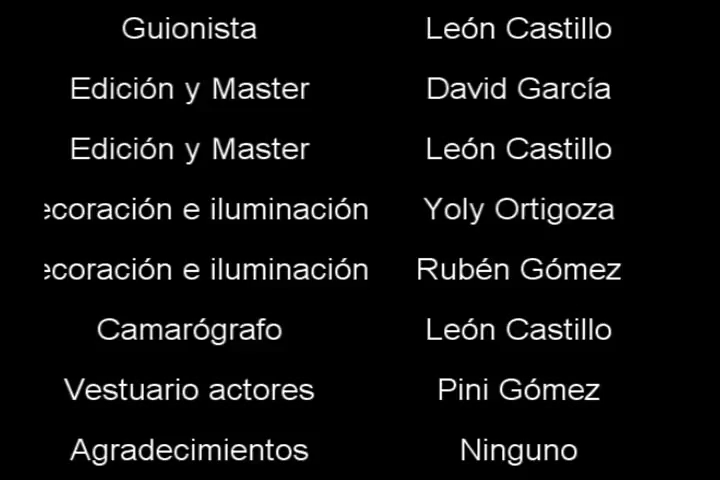 Guionista León Castillo
Edición y Master David García
Edición y Master León Castillo
ecoración e iluminación Yoly Ortigoza
ecoración e iluminación Rubén Gómez
Camarógrafo León Castillo
Vestuario actores Pini Gómez
Agradecimientos Ninguno